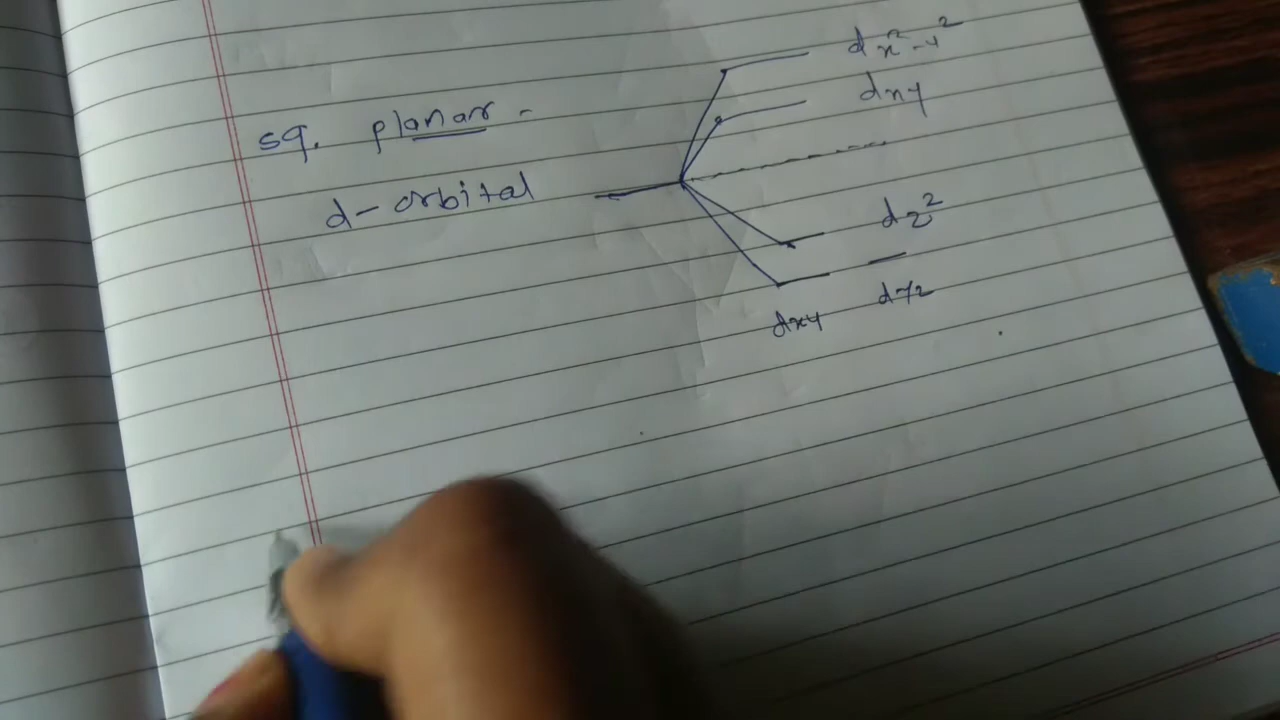 dx²-y²
dxy
sq. planar -
d-orbital
dz²
dxy dyz